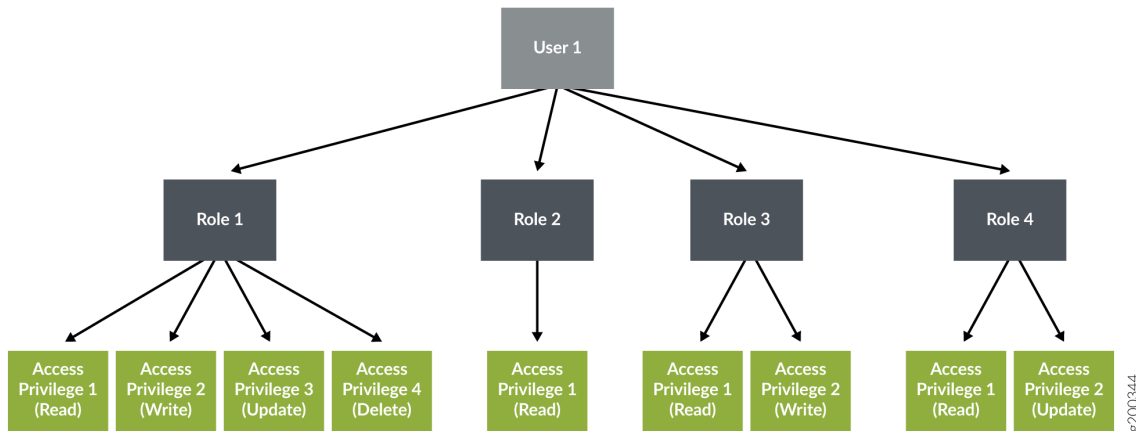 User 1
Role 1
Role 2
Role 3
Role 4
Access
Privilege 1
(Read)
Access
Privilege 2
(Write)
Access
Privilege 3
(Update)
Access
Privilege 4
(Delete)
Access
Privilege 1
(Read)
Access
Privilege 1
(Read)
Access
Privilege 2
(Write)
Access
Privilege 1
(Read)
Access
Privilege 2
(Update)
g200344